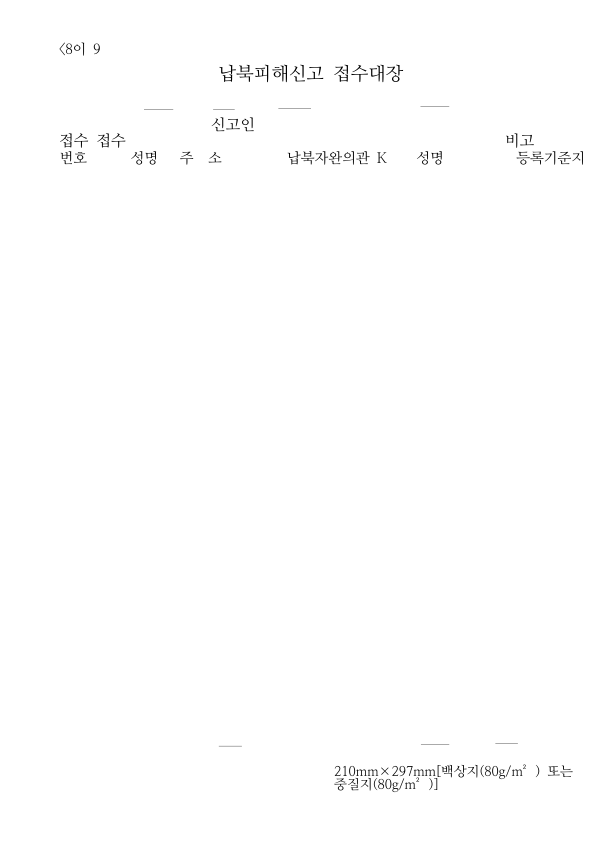 〈8이 9
납북피해신고 접수대장
신고인
접수 접수
비고
번호 성명 주 소 납북자완의관 K 성명 등록기준지
210mm×297mm[백상지(80g/m² ) 또는
중질지(80g/m² )]